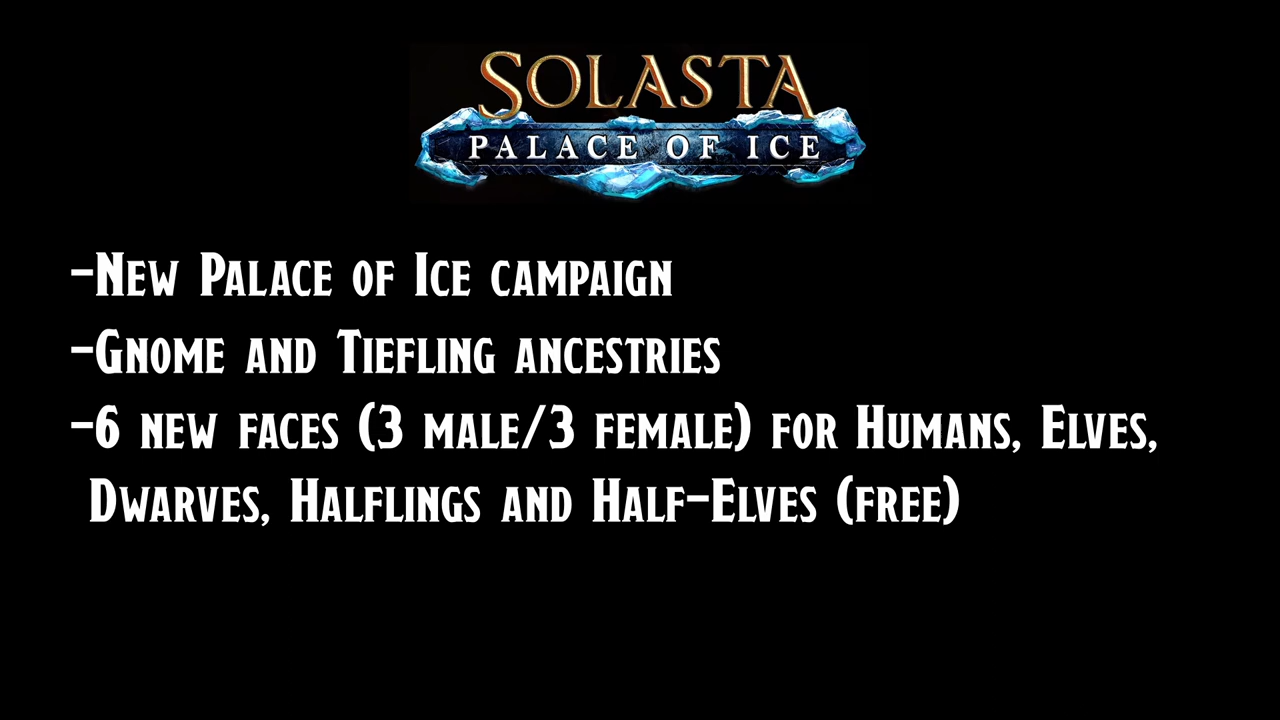 SOLASTA
PALACE OF ICE
-New Palace of Ice campaign
-Gnome and Tiefling ancestries
-6 new faces (3 male/3 female) for Humans, Elves,
Dwarves, Halflings and Half-Elves (free)